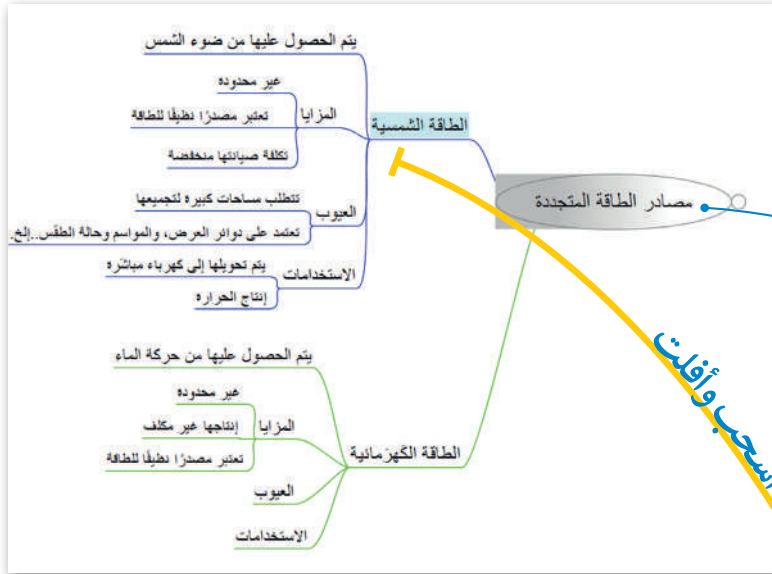 مصادر الطاقة المتجددة
الطاقة الشمسية
يتم الحصول عليها من ضوء الشمس
المزايا
غير محدودة
تعتبر مصدرًا نظيفًا للطاقة
تكلفة صيانتها منخفضة
العيوب
تتطلب مساحات كبيرة لتجميعها
تعتمد على دوائر العرض، والمواسم وحالة الطقس..إلخ.
الاستخدامات
يتم تحويلها إلى كهرباء مباشرة
إنتاج الحرارة
الطاقة الكهرمائية
يتم الحصول عليها من حركة الماء
المزايا
غير محدودة
إنتاجها غير مكلف
تعتبر مصدرًا نظيفًا للطاقة
العيوب
الاستخدامات
اسحب وأفلت